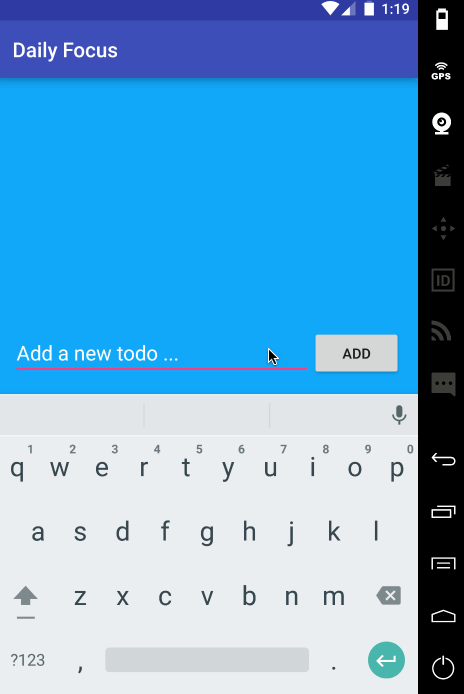 1:19
Daily Focus
GPS
ID
Add a new todo ...
ADD
1 2 3 4 5 6 7 8 9 0
q w e r t y u i o p
a s d f g h j k l
z x c v b n m
?123 , .